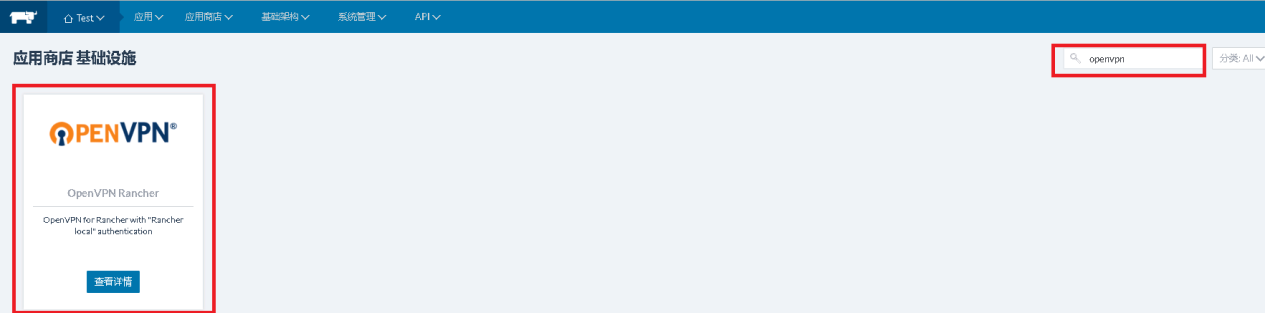 Test 应用 应用商店 基础架构 系统管理 API
应用商店 基础设施
openvpn
分类: All
OPENVPN®
OpenVPN Rancher
OpenVPN for Rancher with "Rancher
local" authentication
查看详情